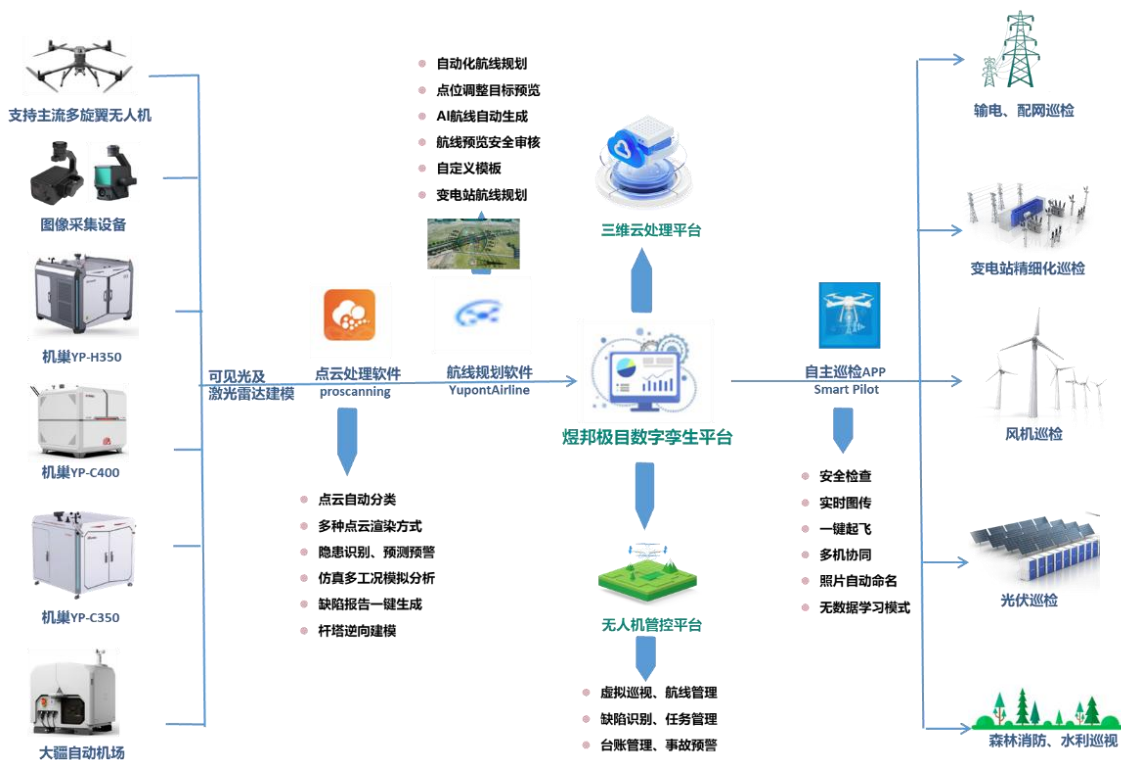 支持主流多旋翼无人机
图像采集设备
机巢YP-H350
机巢YP-C400
机巢YP-C350
大疆自动机场
可见光及
激光雷达建模
点云处理软件
proscanning
点云自动分类
多种点云渲染方式
隐患识别、预测预警
仿真多工况模拟分析
缺陷报告一键生成
杆塔逆向建模
自动化航线规划
点位调整目标预览
AI航线自动生成
航线预览安全审核
自定义模板
变电站航线规划
航线规划软件
YupontAirline
三维云处理平台
煜邦极目数字孪生平台
无人机管控平台
虚拟巡视、航线管理
缺陷识别、任务管理
台账管理、事故预警
自主巡检APP
Smart Pilot
安全检查
实时图传
一键起飞
多机协同
照片自动命名
无数据学习模式
输电、配网巡检
变电站精细化巡检
风机巡检
光伏巡检
森林消防、水利巡视